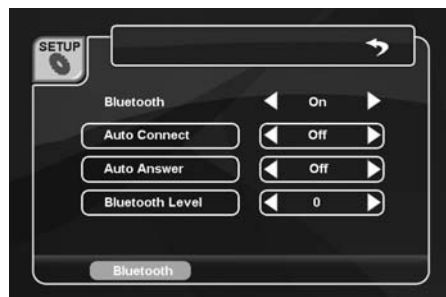 SETUP
Bluetooth On
Auto Connect Off
Auto Answer Off
Bluetooth Level 0
Bluetooth